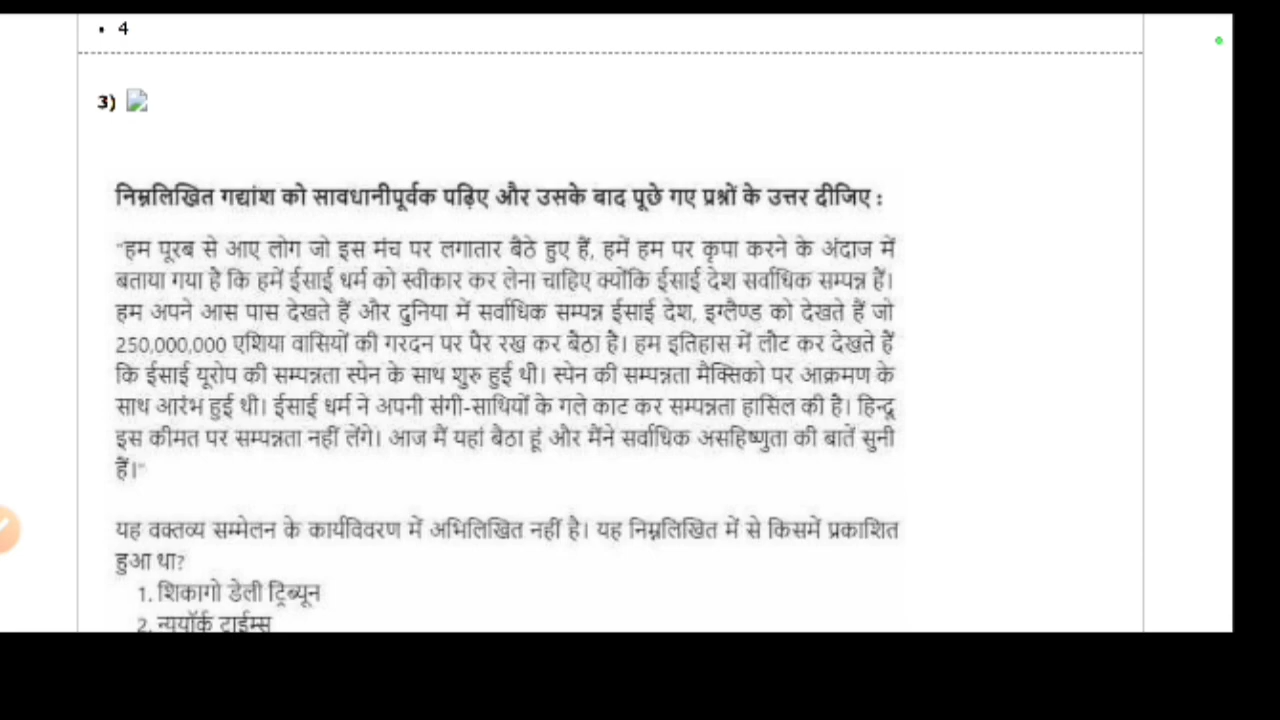 • 4
3)
निम्नलिखित गद्यांश को सावधानीपूर्वक पढ़िए और उसके बाद पूछे गए प्रश्नों के उत्तर दीजिए :
"हम पूरब से आए लोग जो इस मंच पर लगातार बैठे हुए हैं, हमें हम पर कृपा करने के अंदाज में
बताया गया है कि हमें ईसाई धर्म को स्वीकार कर लेना चाहिए क्योंकि ईसाई देश सर्वाधिक सम्पन्न हैं।
हम अपने आस पास देखते हैं और दुनिया में सर्वाधिक सम्पन्न ईसाई देश, इंग्लैण्ड को देखते हैं जो
250,000,000 एशिया वासियों की गरदन पर पैर रख कर बैठा है। हम इतिहास में लौट कर देखते हैं
कि ईसाई यूरोप की सम्पन्नता स्पेन के साथ शुरु हुई थी। स्पेन की सम्पन्नता मैक्सिको पर आक्रमण के
साथ आरंभ हुई थी। ईसाई धर्म ने अपनी संगी-साथियों के गले काट कर सम्पन्नता हासिल की है। हिन्दू
इस कीमत पर सम्पन्नता नहीं लेंगे। आज मैं यहां बैठा हूं और मैंने सर्वाधिक असहिष्णुता की बातें सुनी
हैं।"
यह वक्तव्य सम्मेलन के कार्यविवरण में अभिलिखित नहीं है। यह निम्नलिखित में से किसमें प्रकाशित
हुआ था?
1. शिकागो डेली ट्रिब्यून
2. न्यूयॉर्क टाईम्स